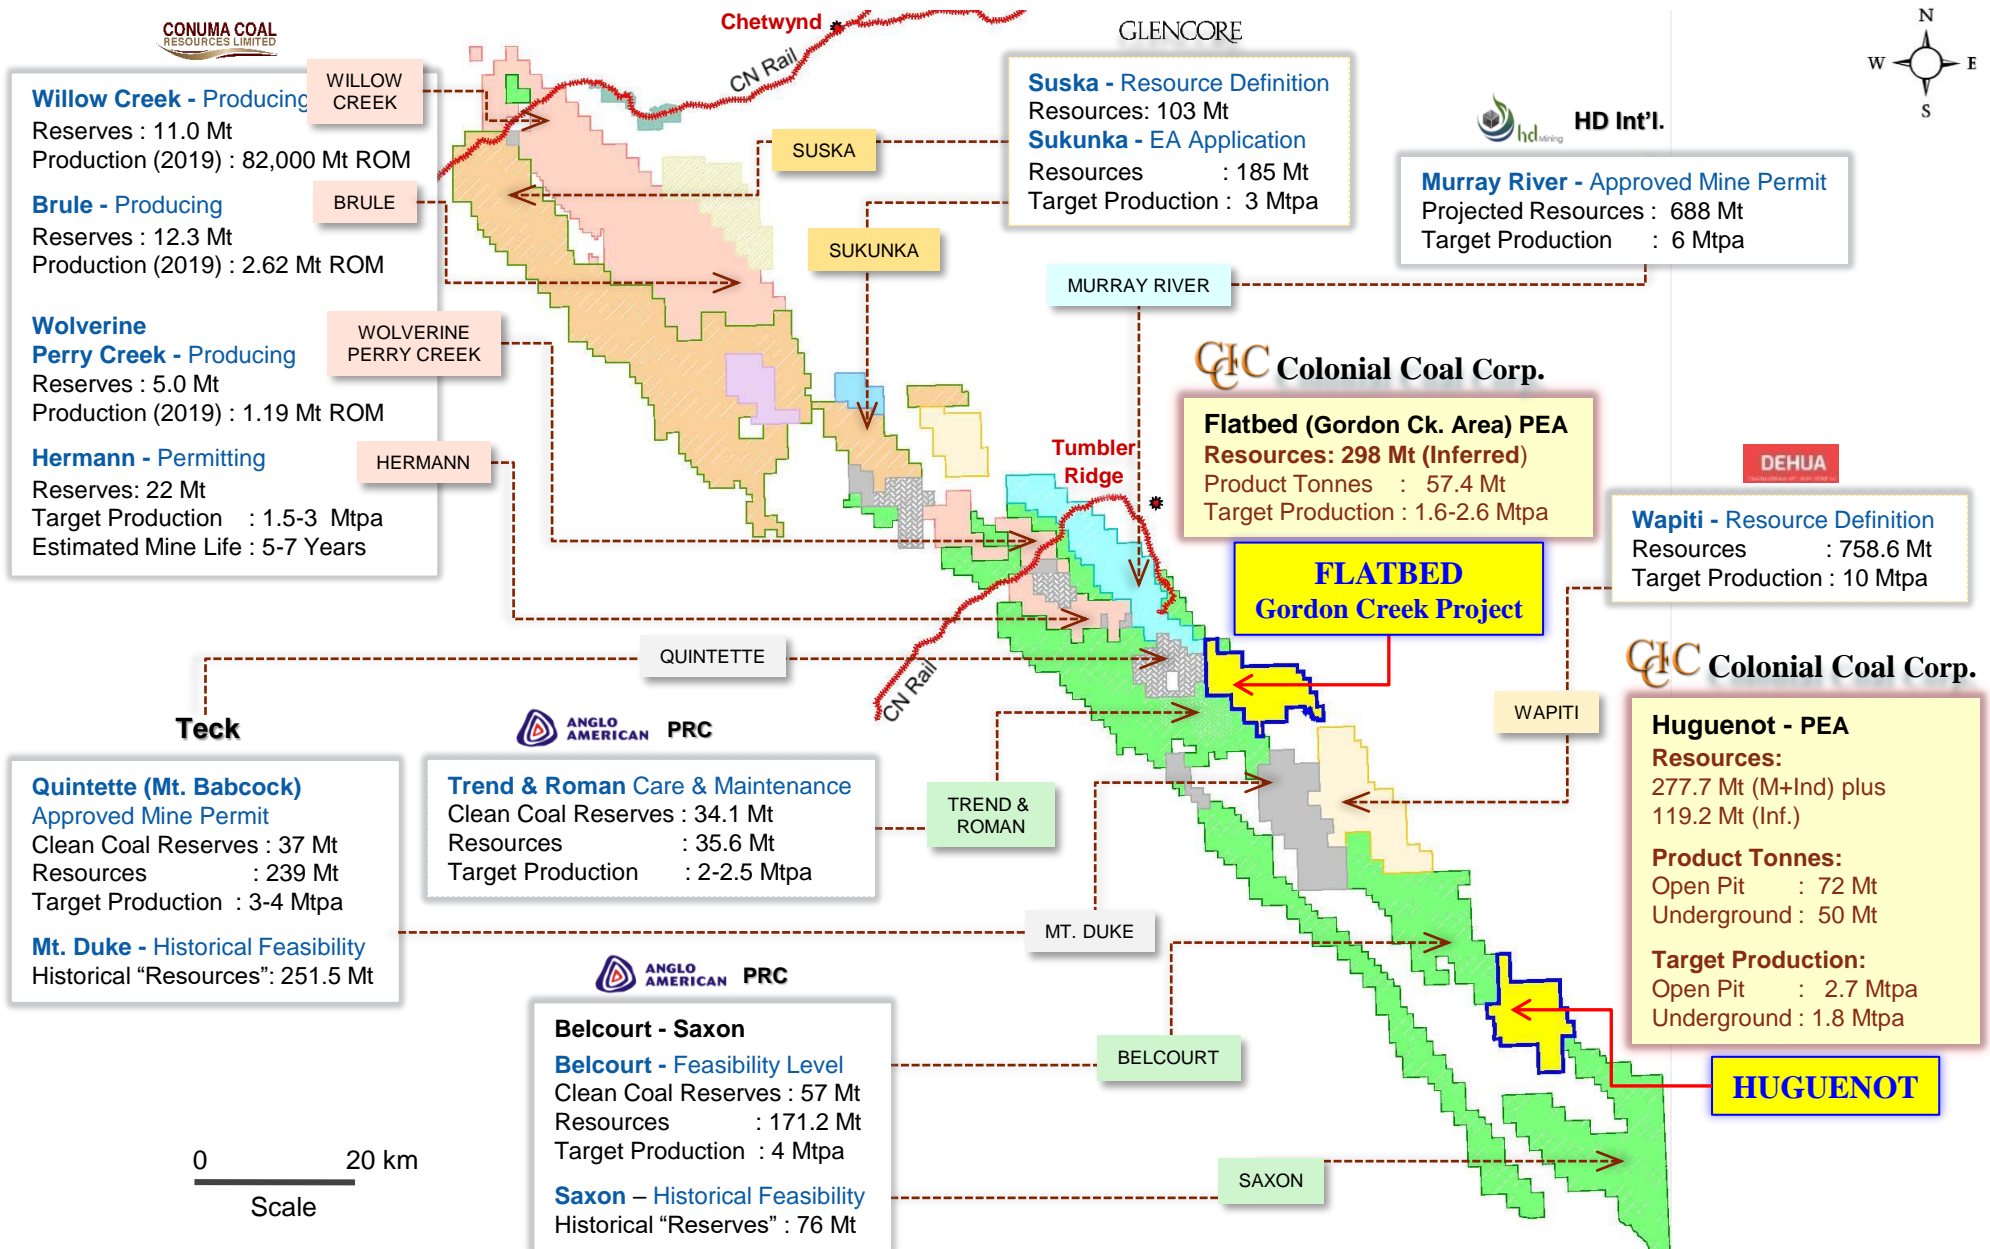 CONUMA COAL
RESOURCES LIMITED
Willow Creek - Producing
Reserves : 11.0 Mt
Production (2019) : 82,000 Mt ROM
Brule - Producing
Reserves : 12.3 Mt
Production (2019) : 2.62 Mt ROM
Wolverine
Perry Creek - Producing
Reserves : 5.0 Mt
Production (2019) : 1.19 Mt ROM
Hermann - Permitting
Reserves: 22 Mt
Target Production : 1.5-3 Mtpa
Estimated Mine Life : 5-7 Years
WILLOW
CREEK
BRULE
WOLVERINE
PERRY CREEK
HERMANN
Chetwynd
CN Rail
SUSKA
SUKUNKA
GLENCORE
Suska - Resource Definition
Resources: 103 Mt
Sukunka - EA Application
Resources : 185 Mt
Target Production : 3 Mtpa
N
W
E
S
hd Mining
HD Int'l.
Murray River - Approved Mine Permit
Projected Resources : 688 Mt
Target Production : 6 Mtpa
MURRAY RIVER
CCIC Colonial Coal Corp.
Flatbed (Gordon Ck. Area) PEA
Resources: 298 Mt (Inferred)
Product Tonnes : 57.4 Mt
Target Production : 1.6-2.6 Mtpa
FLATBED
Gordon Creek Project
Tumbler
Ridge
DEHUA
Wapiti - Resource Definition
Resources : 758.6 Mt
Target Production : 10 Mtpa
WAPITI
CCIC Colonial Coal Corp.
Huguenot - PEA
Resources:
277.7 Mt (M+Ind) plus
119.2 Mt (Inf.)
Product Tonnes:
Open Pit : 72 Mt
Underground : 50 Mt
Target Production:
Open Pit : 2.7 Mtpa
Underground : 1.8 Mtpa
HUGUENOT
QUINTETTE
CN Rail
Teck
Quintette (Mt. Babcock)
Approved Mine Permit
Clean Coal Reserves : 37 Mt
Resources : 239 Mt
Target Production : 3-4 Mtpa
Mt. Duke - Historical Feasibility
Historical “Resources”: 251.5 Mt
ANGLO
AMERICAN PRC
Trend & Roman Care & Maintenance
Clean Coal Reserves : 34.1 Mt
Resources : 35.6 Mt
Target Production : 2-2.5 Mtpa
TREND &
ROMAN
MT. DUKE
ANGLO
AMERICAN PRC
Belcourt - Saxon
Belcourt - Feasibility Level
Clean Coal Reserves : 57 Mt
Resources : 171.2 Mt
Target Production : 4 Mtpa
Saxon – Historical Feasibility
Historical “Reserves” : 76 Mt
BELCOURT
SAXON
0 20 km
Scale